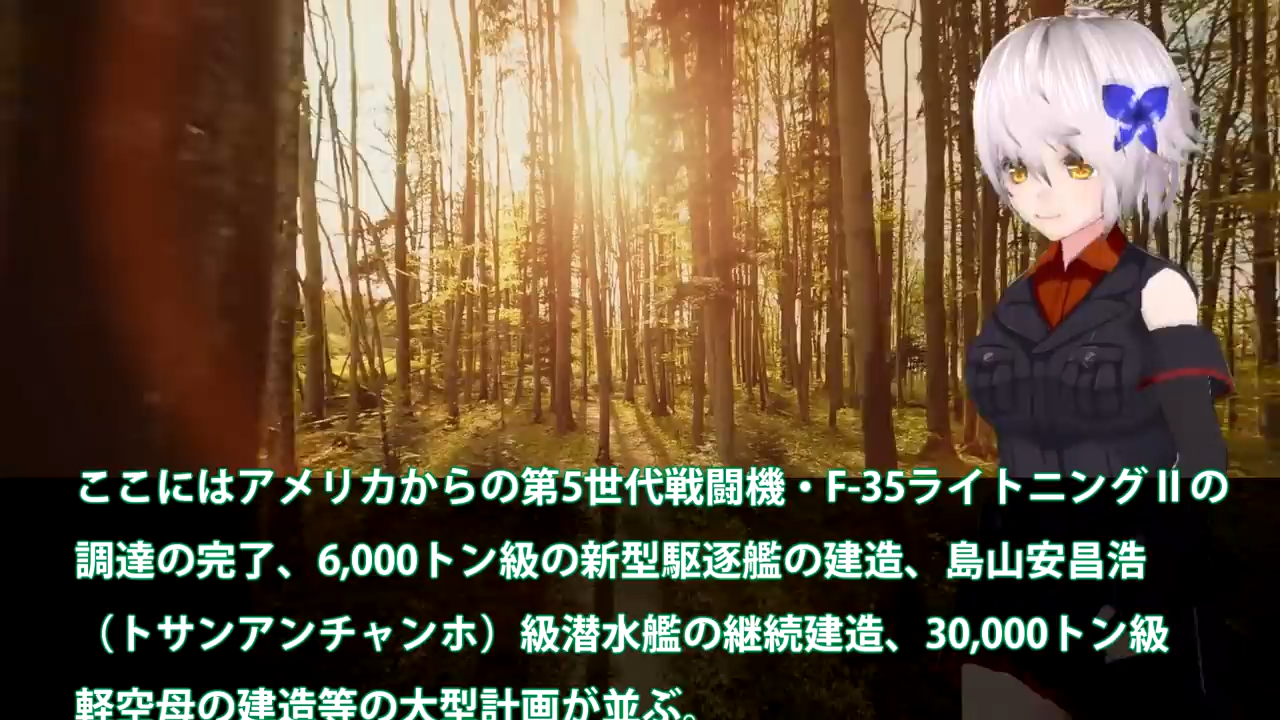 ここにはアメリカからの第5世代戦闘機・F-35ライトニングⅡの
調達の完了、6,000トン級の新型駆逐艦の建造、島山安昌浩
（トサンアンチャンホ）級潜水艦の継続建造、30,000トン級
軽空母の建造等の大型計画が並ぶ。